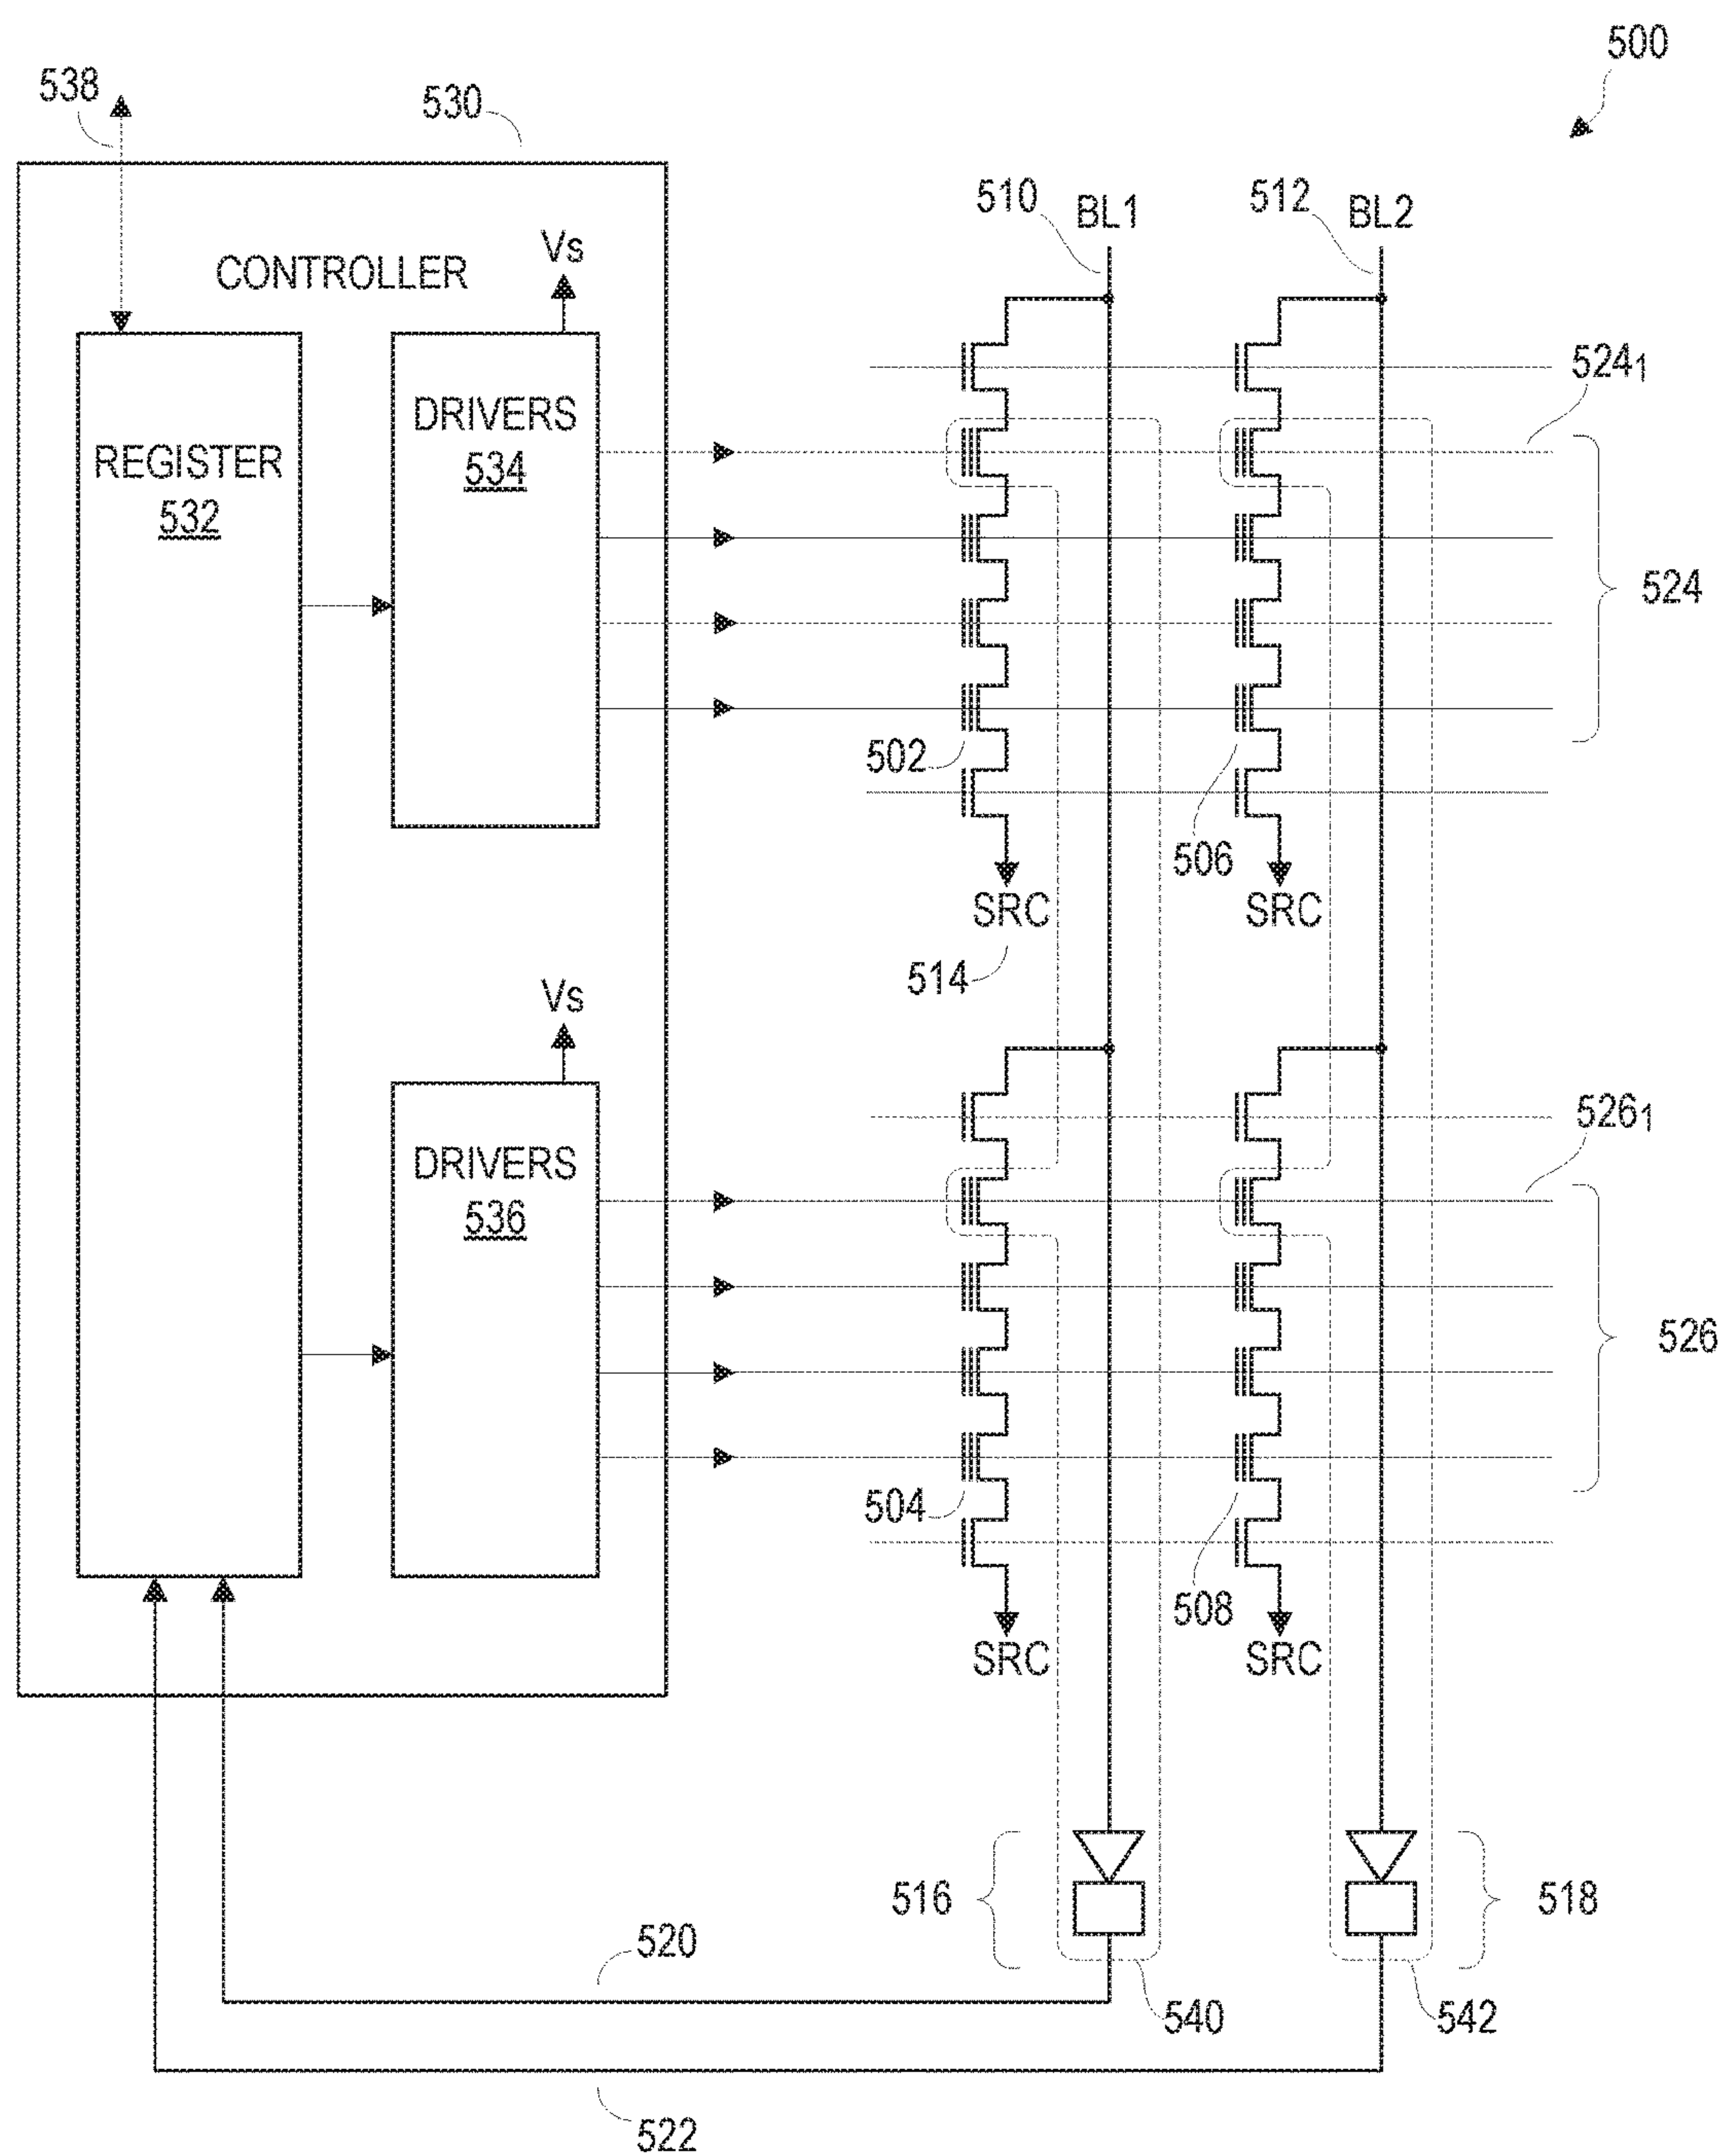 500
538
530
510
BL1
512
BL2
CONTROLLER
Vs
524₁
DRIVERS
534
REGISTER
532
524
502
506
SRC
SRC
514
Vs
526₁
DRIVERS
536
526
504
508
SRC
SRC
516
518
520
540
542
522